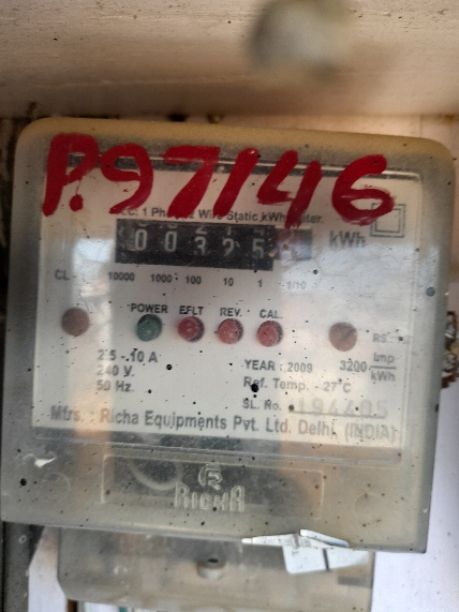 P.97146
1 Phase 2 Wire Static kWh Meter.
00325 kWh
10000 1000 100 10 1 1/10
POWER EFLT REV. CAL.
2.5 - 10 A
240 V.
50 Hz.
YEAR : 2009 3200 Imp/kWh
Ref. Temp. - 27°C
SL. No.
Mfrs. : Richa Equipments Pvt. Ltd. Delhi. (INDIA)
RICHA